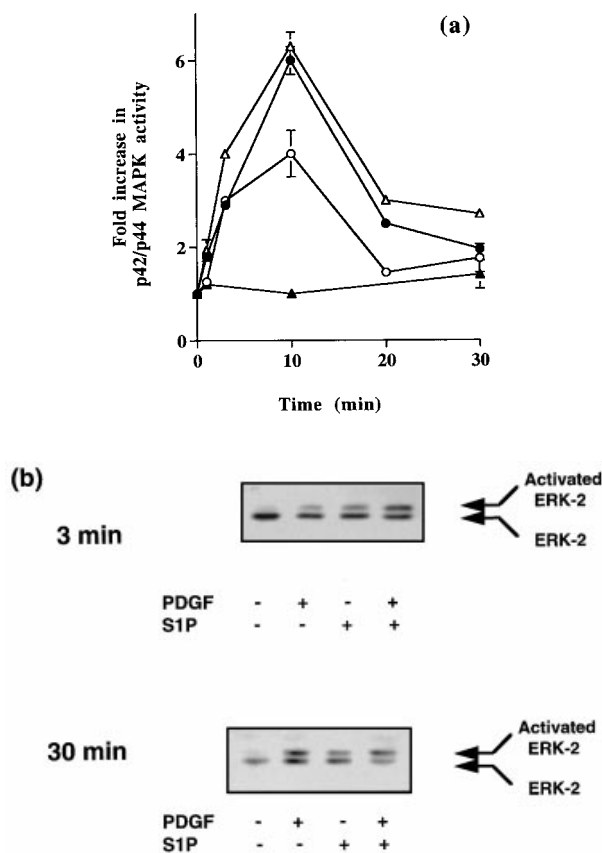 (a)
Fold increase in
p42/p44 MAPK activity
6
4
2
0
0 10 20 30
Time (min)
(b)
3 min
Activated
ERK-2
ERK-2
PDGF - + - +
S1P - - + +
30 min
Activated
ERK-2
ERK-2
PDGF - + - +
S1P - - + +